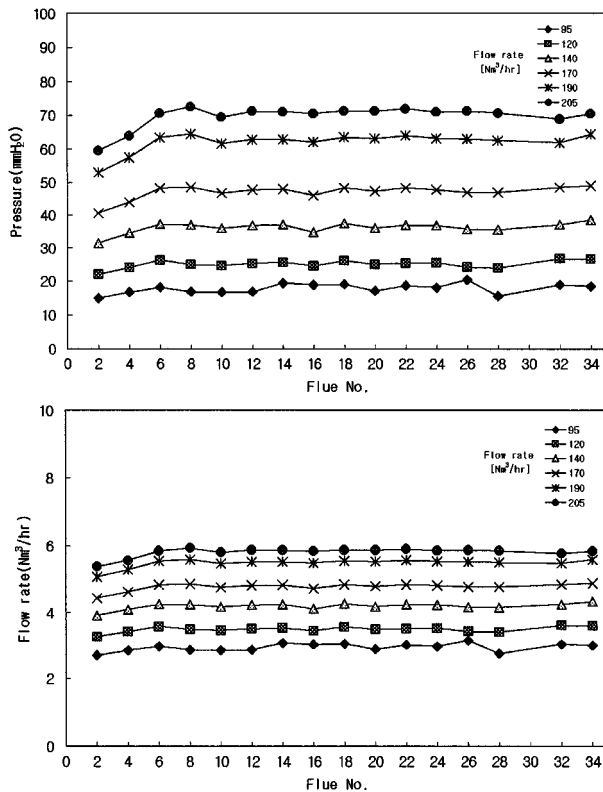 Pressure(mmH₂O)
100
90
80
70
60
50
40
30
20
10
0
Flow rate
[Nm³/hr]
95
120
140
170
190
205
0 2 4 6 8 10 12 14 16 18 20 22 24 26 28 30 32 34
Flue No.
Flow rate(Nm³/hr)
10
8
6
4
2
0
Flow rate
[Nm³/hr]
95
120
140
170
190
205
0 2 4 6 8 10 12 14 16 18 20 22 24 26 28 30 32 34
Flue No.